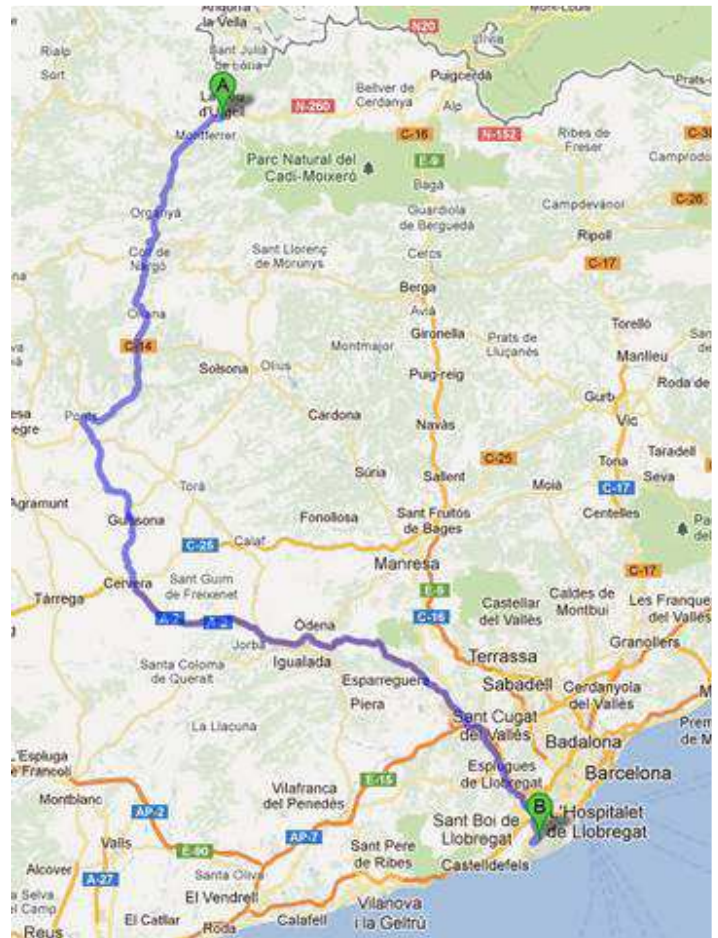 la Vella
N20
Rialp
Sort
Sant Julià
de Lòria
Llívia
Puigcerdà
A
Bellver de
Cerdanya
Alp
d'Urgell
N-260
Montferrer
C-16
N-152
Ribes de
Freser
Parc Natural del
Cadí-Moixeró
E-9
Camprodo
Bagà
C-26
Organyà
Guardiola
de Berguedà
Campdevànol
Ripoll
Coll de
Nargó
Sant Llorenç
de Morunys
Cercs
C-17
Berga
Oliana
Avià
Gironella
Torelló
C-14
Montmajor
Prats de
Lluçanès
Manlleu
Solsona
Olius
Puig-reig
Roda de
Gurb
Ponts
Cardona
Navàs
Vic
Taradell
C-25
Tona
Súria
Sallent
Seva
Torà
Moià
C-17
Agramunt
Guissona
Fonollosa
Sant Fruitós
de Bages
Centelles
C-25
Calaf
Manresa
C-17
Cervera
Sant Guim
de Freixenet
E-9
Tàrrega
Castellar
del Vallès
Caldes de
Montbui
Les Franque
del Vallès
A-2
A-2
Òdena
C-16
Jorba
Igualada
Terrassa
Granollers
Santa Coloma
de Queralt
Esparreguera
Sabadell
Cerdanyola
del Vallès
Piera
La Llacuna
Sant Cugat
del Vallès
Badalona
Prem
de M
L'Espluga
de Francolí
E-15
Esplugues
de Llobregat
Barcelona
Montblanc
Vilafranca
del Penedès
AP-2
B
L'Hospitalet
de Llobregat
Sant Boi de
Llobregat
Valls
AP-7
E-90
Sant Pere
de Ribes
Castelldefels
Alcover
A-27
Santa Oliva
El Vendrell
Vilanova
i la Geltrú
a Selva
el Camp
El Catllar
Calafell
Reus
Roda